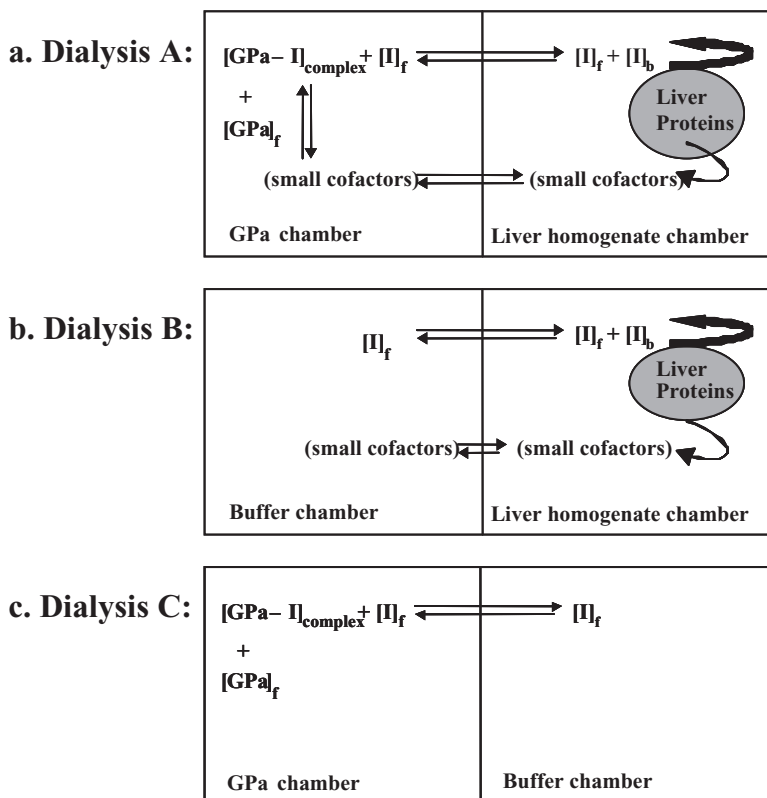 a. Dialysis A:
[GPa– I]complex + [I]f
[I]f + [I]b
+
[GPa]f
Liver
Proteins
(small cofactors)
(small cofactors)
GPa chamber
Liver homogenate chamber
b. Dialysis B:
[I]f
[I]f + [I]b
Liver
Proteins
(small cofactors)
(small cofactors)
Buffer chamber
Liver homogenate chamber
c. Dialysis C:
[GPa– I]complex + [I]f
[I]f
+
[GPa]f
GPa chamber
Buffer chamber